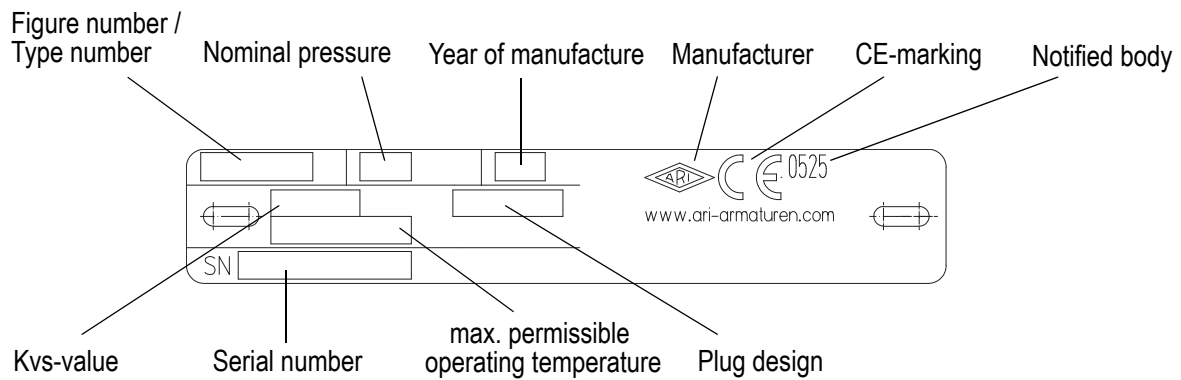 Figure number /
Type number
Nominal pressure
Year of manufacture
Manufacturer
CE-marking
Notified body
ARI
CE 0525
www.ari-armaturen.com
SN
Kvs-value
Serial number
max. permissible
operating temperature
Plug design